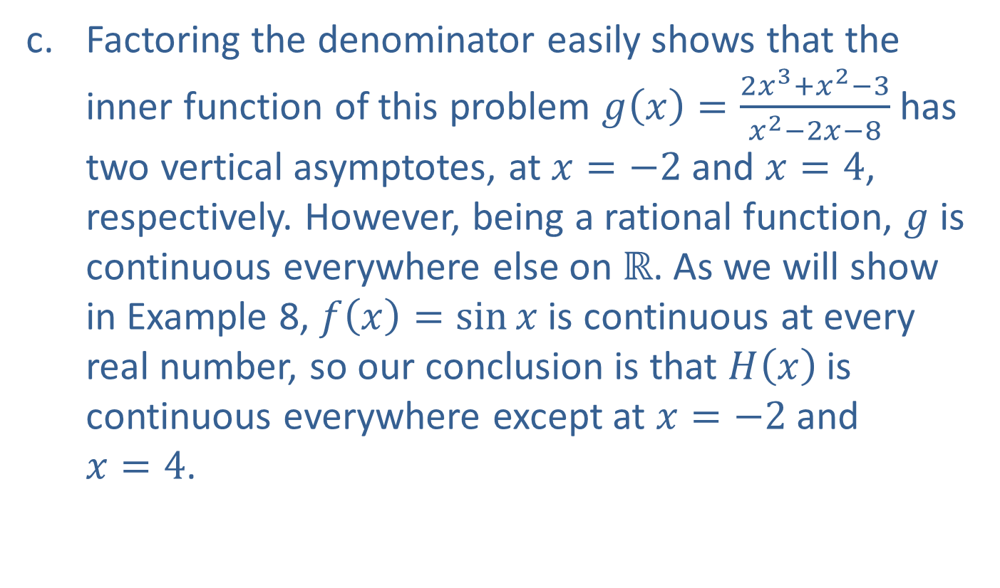 c. Factoring the denominator easily shows that the
inner function of this problem g(x) = \frac{2x^3+x^2-3}{x^2-2x-8} has
two vertical asymptotes, at x = −2 and x = 4,
respectively. However, being a rational function, g is
continuous everywhere else on ℝ. As we will show
in Example 8, f(x) = sin x is continuous at every
real number, so our conclusion is that H(x) is
continuous everywhere except at x = −2 and
x = 4.